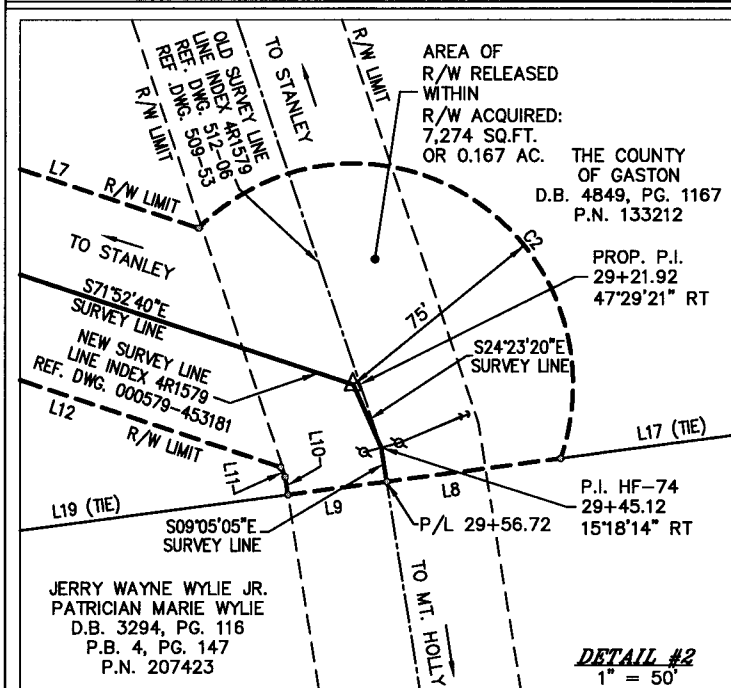 OLD SURVEY LINE
LINE INDEX 4R1579
REF. DWG. 512-06
REF .DWG. 509-53
R/W LIMIT
TO STANLEY
R/W LIMIT
AREA OF
R/W RELEASED
WITHIN
R/W ACQUIRED:
7,274 SQ.FT.
OR 0.167 AC.
THE COUNTY
OF GASTON
D.B. 4849, PG. 1167
P.N. 133212
L7
R/W LIMIT
TO STANLEY
C2
PROP. P.I.
29+21.92
47°29'21" RT
75'
S71°52'40"E
SURVEY LINE
NEW SURVEY LINE
LINE INDEX 4R1579
REF. DWG. 000579-453181
S24°23'20"E
SURVEY LINE
L12
R/W LIMIT
L11
L10
L17 (TIE)
L19 (TIE)
L9
L8
S09°05'05"E
SURVEY LINE
P/L 29+56.72
P.I. HF-74
29+45.12
15°18'14" RT
JERRY WAYNE WYLIE JR.
PATRICIAN MARIE WYLIE
D.B. 3294, PG. 116
P.B. 4, PG. 147
P.N. 207423
TO MT. HOLLY
DETAIL #2
1" = 50'